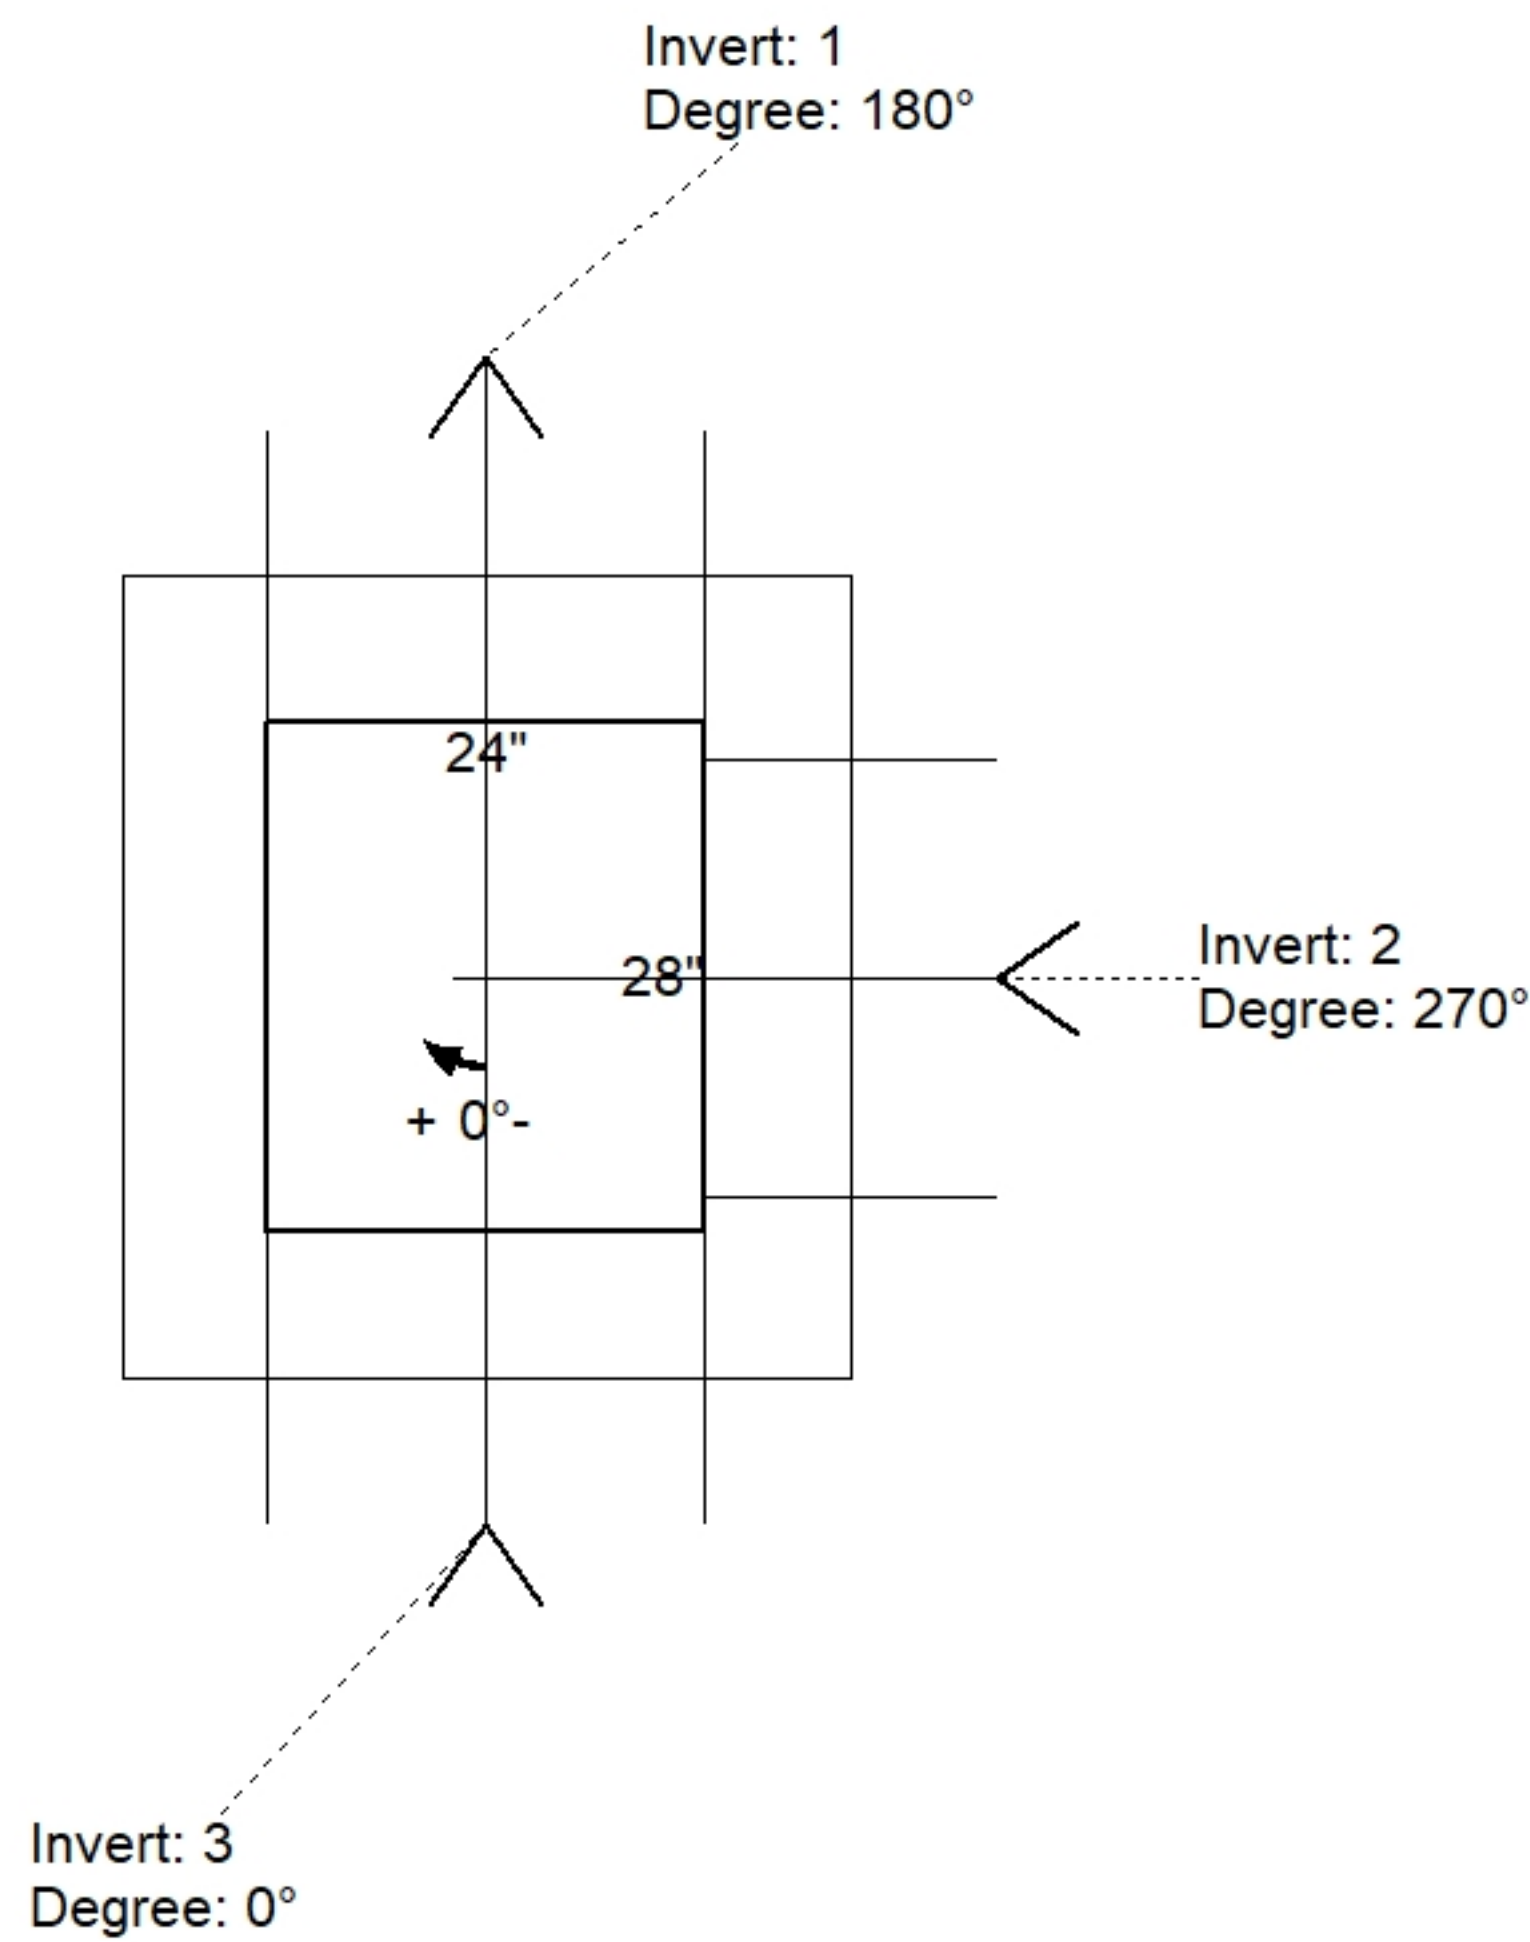 Invert: 1
Degree: 180°
24"
28"
Invert: 2
Degree: 270°
+ 0°-
Invert: 3
Degree: 0°